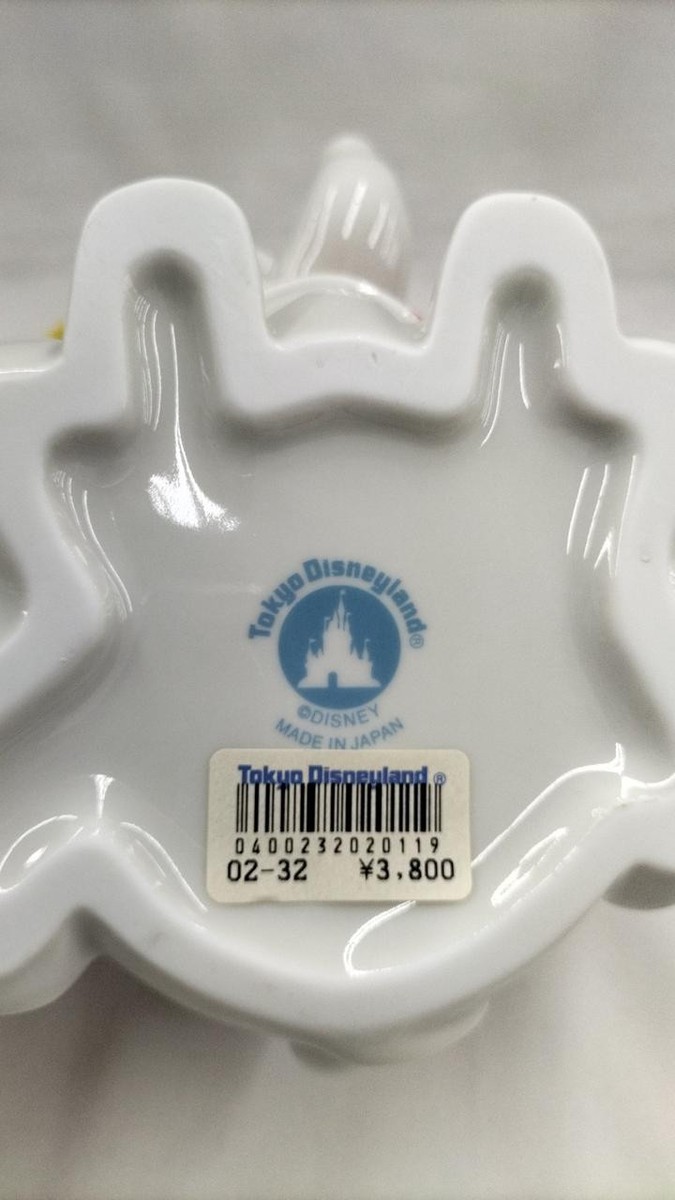 Tokyo Disneyland®
©DISNEY
MADE IN JAPAN
Tokyo Disneyland®
0400232020119
02-32 ¥3,800